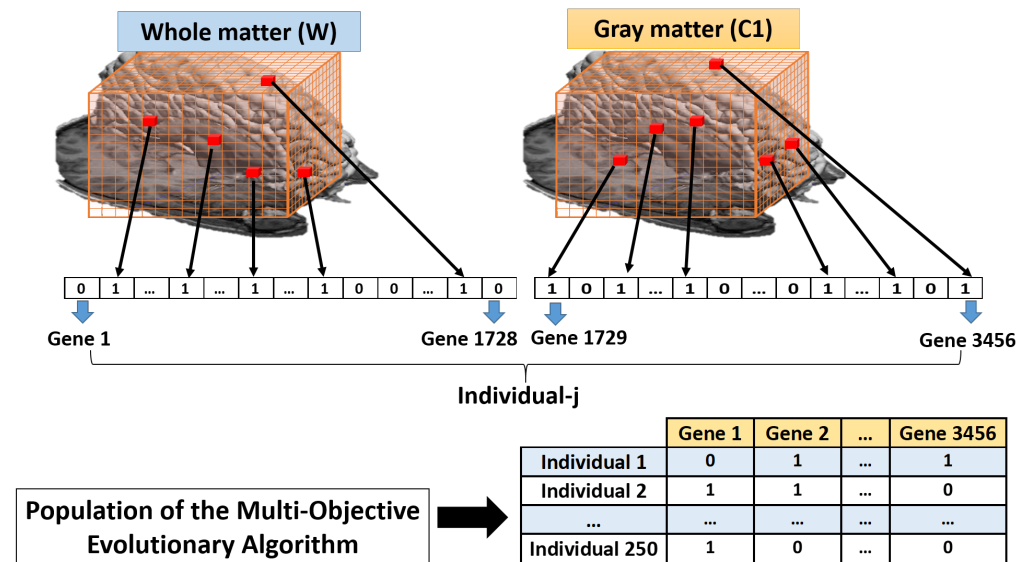 Whole matter (W)
Gray matter (C1)
0 1 ... 1 ... 1 ... 1 0 0 ... 1 0
1 0 1 ... 1 0 ... 0 1 ... 1 0 1
Gene 1
Gene 1728
Gene 1729
Gene 3456
Individual-j
Gene 1 Gene 2 ... Gene 3456
Individual 1 0 1 ... 1
Individual 2 1 1 ... 0
... ... ... ... ...
Individual 250 1 0 ... 0
Population of the Multi-Objective
Evolutionary Algorithm